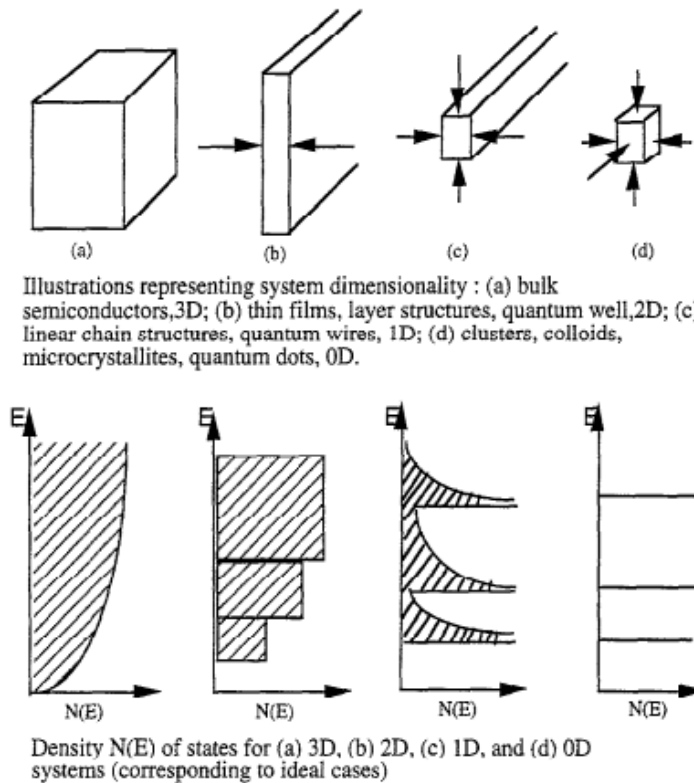 (a)
(b)
(c)
(d)
Illustrations representing system dimensionality : (a) bulk
semiconductors,3D; (b) thin films, layer structures, quantum well,2D; (c)
linear chain structures, quantum wires, 1D; (d) clusters, colloids,
microcrystallites, quantum dots, 0D.
E
E
E
E
N(E)
N(E)
N(E)
N(E)
Density N(E) of states for (a) 3D, (b) 2D, (c) 1D, and (d) 0D
systems (corresponding to ideal cases)